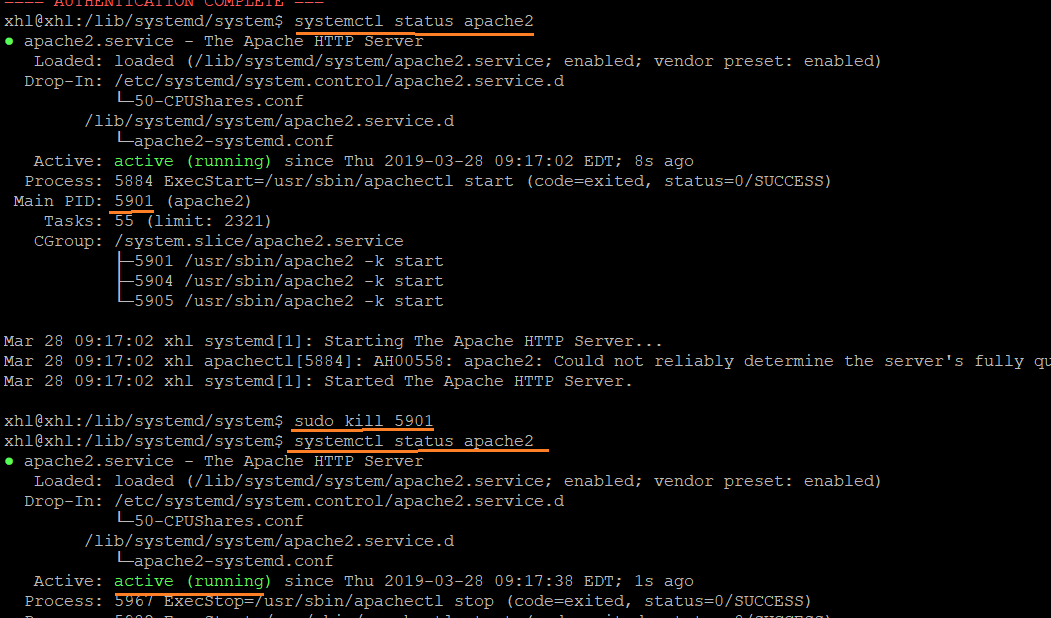 ==== AUTHENTICATION COMPLETE ===
xhl@xhl:/lib/systemd/system$ systemctl status apache2
● apache2.service - The Apache HTTP Server
   Loaded: loaded (/lib/systemd/system/apache2.service; enabled; vendor preset: enabled)
  Drop-In: /etc/systemd/system.control/apache2.service.d
           └─50-CPUShares.conf
        /lib/systemd/system/apache2.service.d
           └─apache2-systemd.conf
   Active: active (running) since Thu 2019-03-28 09:17:02 EDT; 8s ago
  Process: 5884 ExecStart=/usr/sbin/apachectl start (code=exited, status=0/SUCCESS)
 Main PID: 5901 (apache2)
    Tasks: 55 (limit: 2321)
   CGroup: /system.slice/apache2.service
           ├─5901 /usr/sbin/apache2 -k start
           ├─5904 /usr/sbin/apache2 -k start
           └─5905 /usr/sbin/apache2 -k start
Mar 28 09:17:02 xhl systemd[1]: Starting The Apache HTTP Server...
Mar 28 09:17:02 xhl apachectl[5884]: AH00558: apache2: Could not reliably determine the server's fully qu
Mar 28 09:17:02 xhl systemd[1]: Started The Apache HTTP Server.
xhl@xhl:/lib/systemd/system$ sudo kill 5901
xhl@xhl:/lib/systemd/system$ systemctl status apache2
● apache2.service - The Apache HTTP Server
   Loaded: loaded (/lib/systemd/system/apache2.service; enabled; vendor preset: enabled)
  Drop-In: /etc/systemd/system.control/apache2.service.d
           └─50-CPUShares.conf
        /lib/systemd/system/apache2.service.d
           └─apache2-systemd.conf
   Active: active (running) since Thu 2019-03-28 09:17:38 EDT; 1s ago
  Process: 5967 ExecStop=/usr/sbin/apachectl stop (code=exited, status=0/SUCCESS)